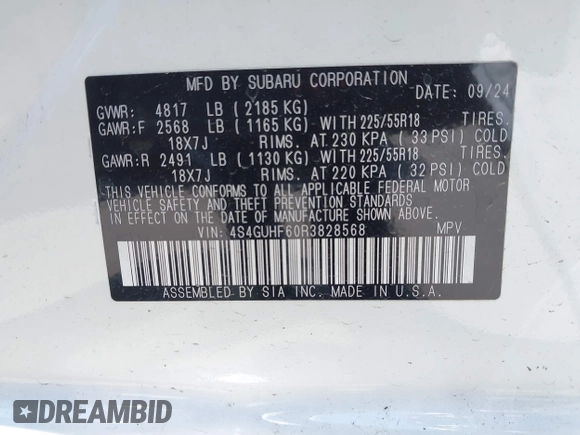 MFD BY SUBARU CORPORATION
DATE: 09/24
GVWR: 4817 LB (2185 KG)
GAWR:F 2568 LB (1165 KG) WITH 225/55R18 TIRES.
18X7J RIMS. AT 230 KPA (33 PSI) COLD
GAWR:R 2491 LB (1130 KG) WITH 225/55R18 TIRES.
18X7J RIMS. AT 220 KPA (32 PSI) COLD
THIS VEHICLE CONFORMS TO ALL APPLICABLE FEDERAL MOTOR
VEHICLE SAFETY AND THEFT PREVENTION STANDARDS
IN EFFECT ON THE DATE OF MANUFACTURE SHOWN ABOVE.
VIN: 4S4GUHF60R3828568 MPV
ASSEMBLED BY SIA INC. MADE IN U.S.A.
DREAMBID